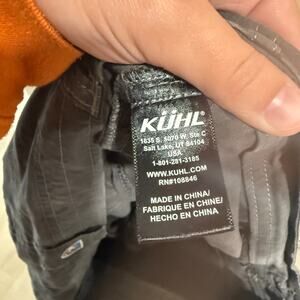 KÜHL
1635 S. 5070 W. Ste C
Salt Lake, UT 84104
USA
1-801-281-3185
WWW.KUHL.COM
RN#108846
MADE IN CHINA/
FABRIQUE EN CHINE/
HECHO EN CHINA